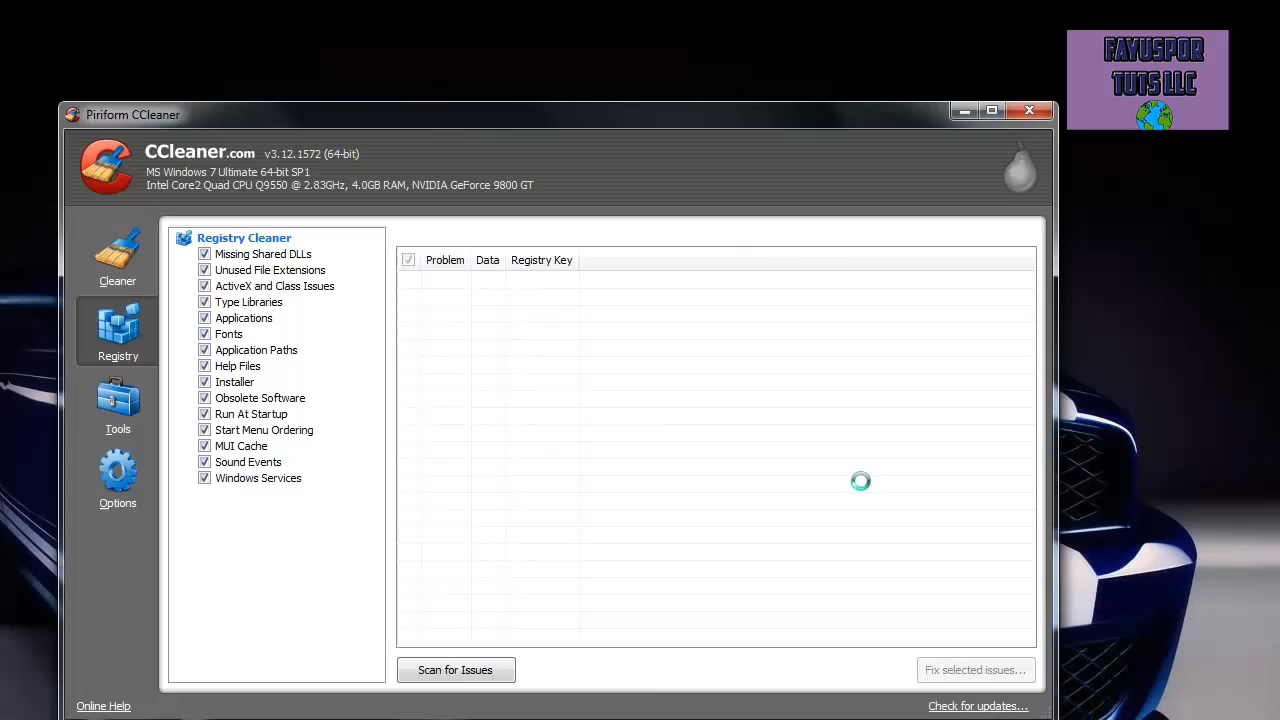 FAYUSPOR
TUTS LLC
Piriform CCleaner
CCleaner.com v3.12.1572 (64-bit)
MS Windows 7 Ultimate 64-bit SP1
Intel Core2 Quad CPU Q9550 @ 2.83GHz, 4.0GB RAM, NVIDIA GeForce 9800 GT
Cleaner
Registry
Tools
Options
Registry Cleaner
Missing Shared DLLs
Unused File Extensions
ActiveX and Class Issues
Type Libraries
Applications
Fonts
Application Paths
Help Files
Installer
Obsolete Software
Run At Startup
Start Menu Ordering
MUI Cache
Sound Events
Windows Services
Problem Data Registry Key
Scan for Issues
Fix selected issues...
Online Help
Check for updates...